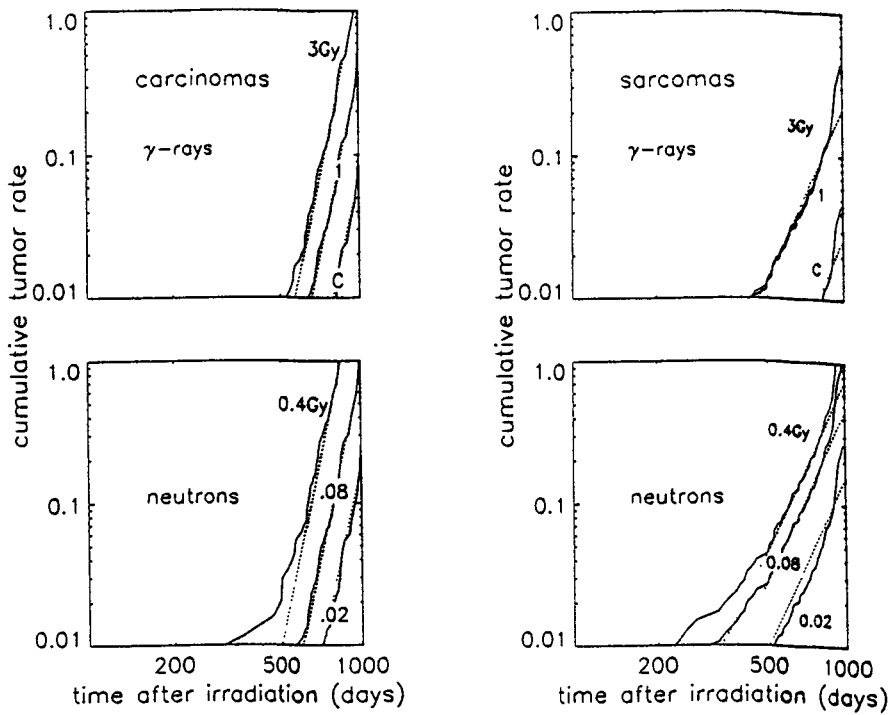 cumulative tumor rate
1.0
0.1
0.01
carcinomas
γ-rays
3Gy
1
C
cumulative tumor rate
1.0
0.1
0.01
sarcomas
γ-rays
3Gy
1
C
1.0
0.1
0.01
neutrons
0.4Gy
.08
.02
200
500
1000
time after irradiation (days)
1.0
0.1
0.01
neutrons
0.4Gy
0.08
0.02
200
500
1000
time after irradiation (days)